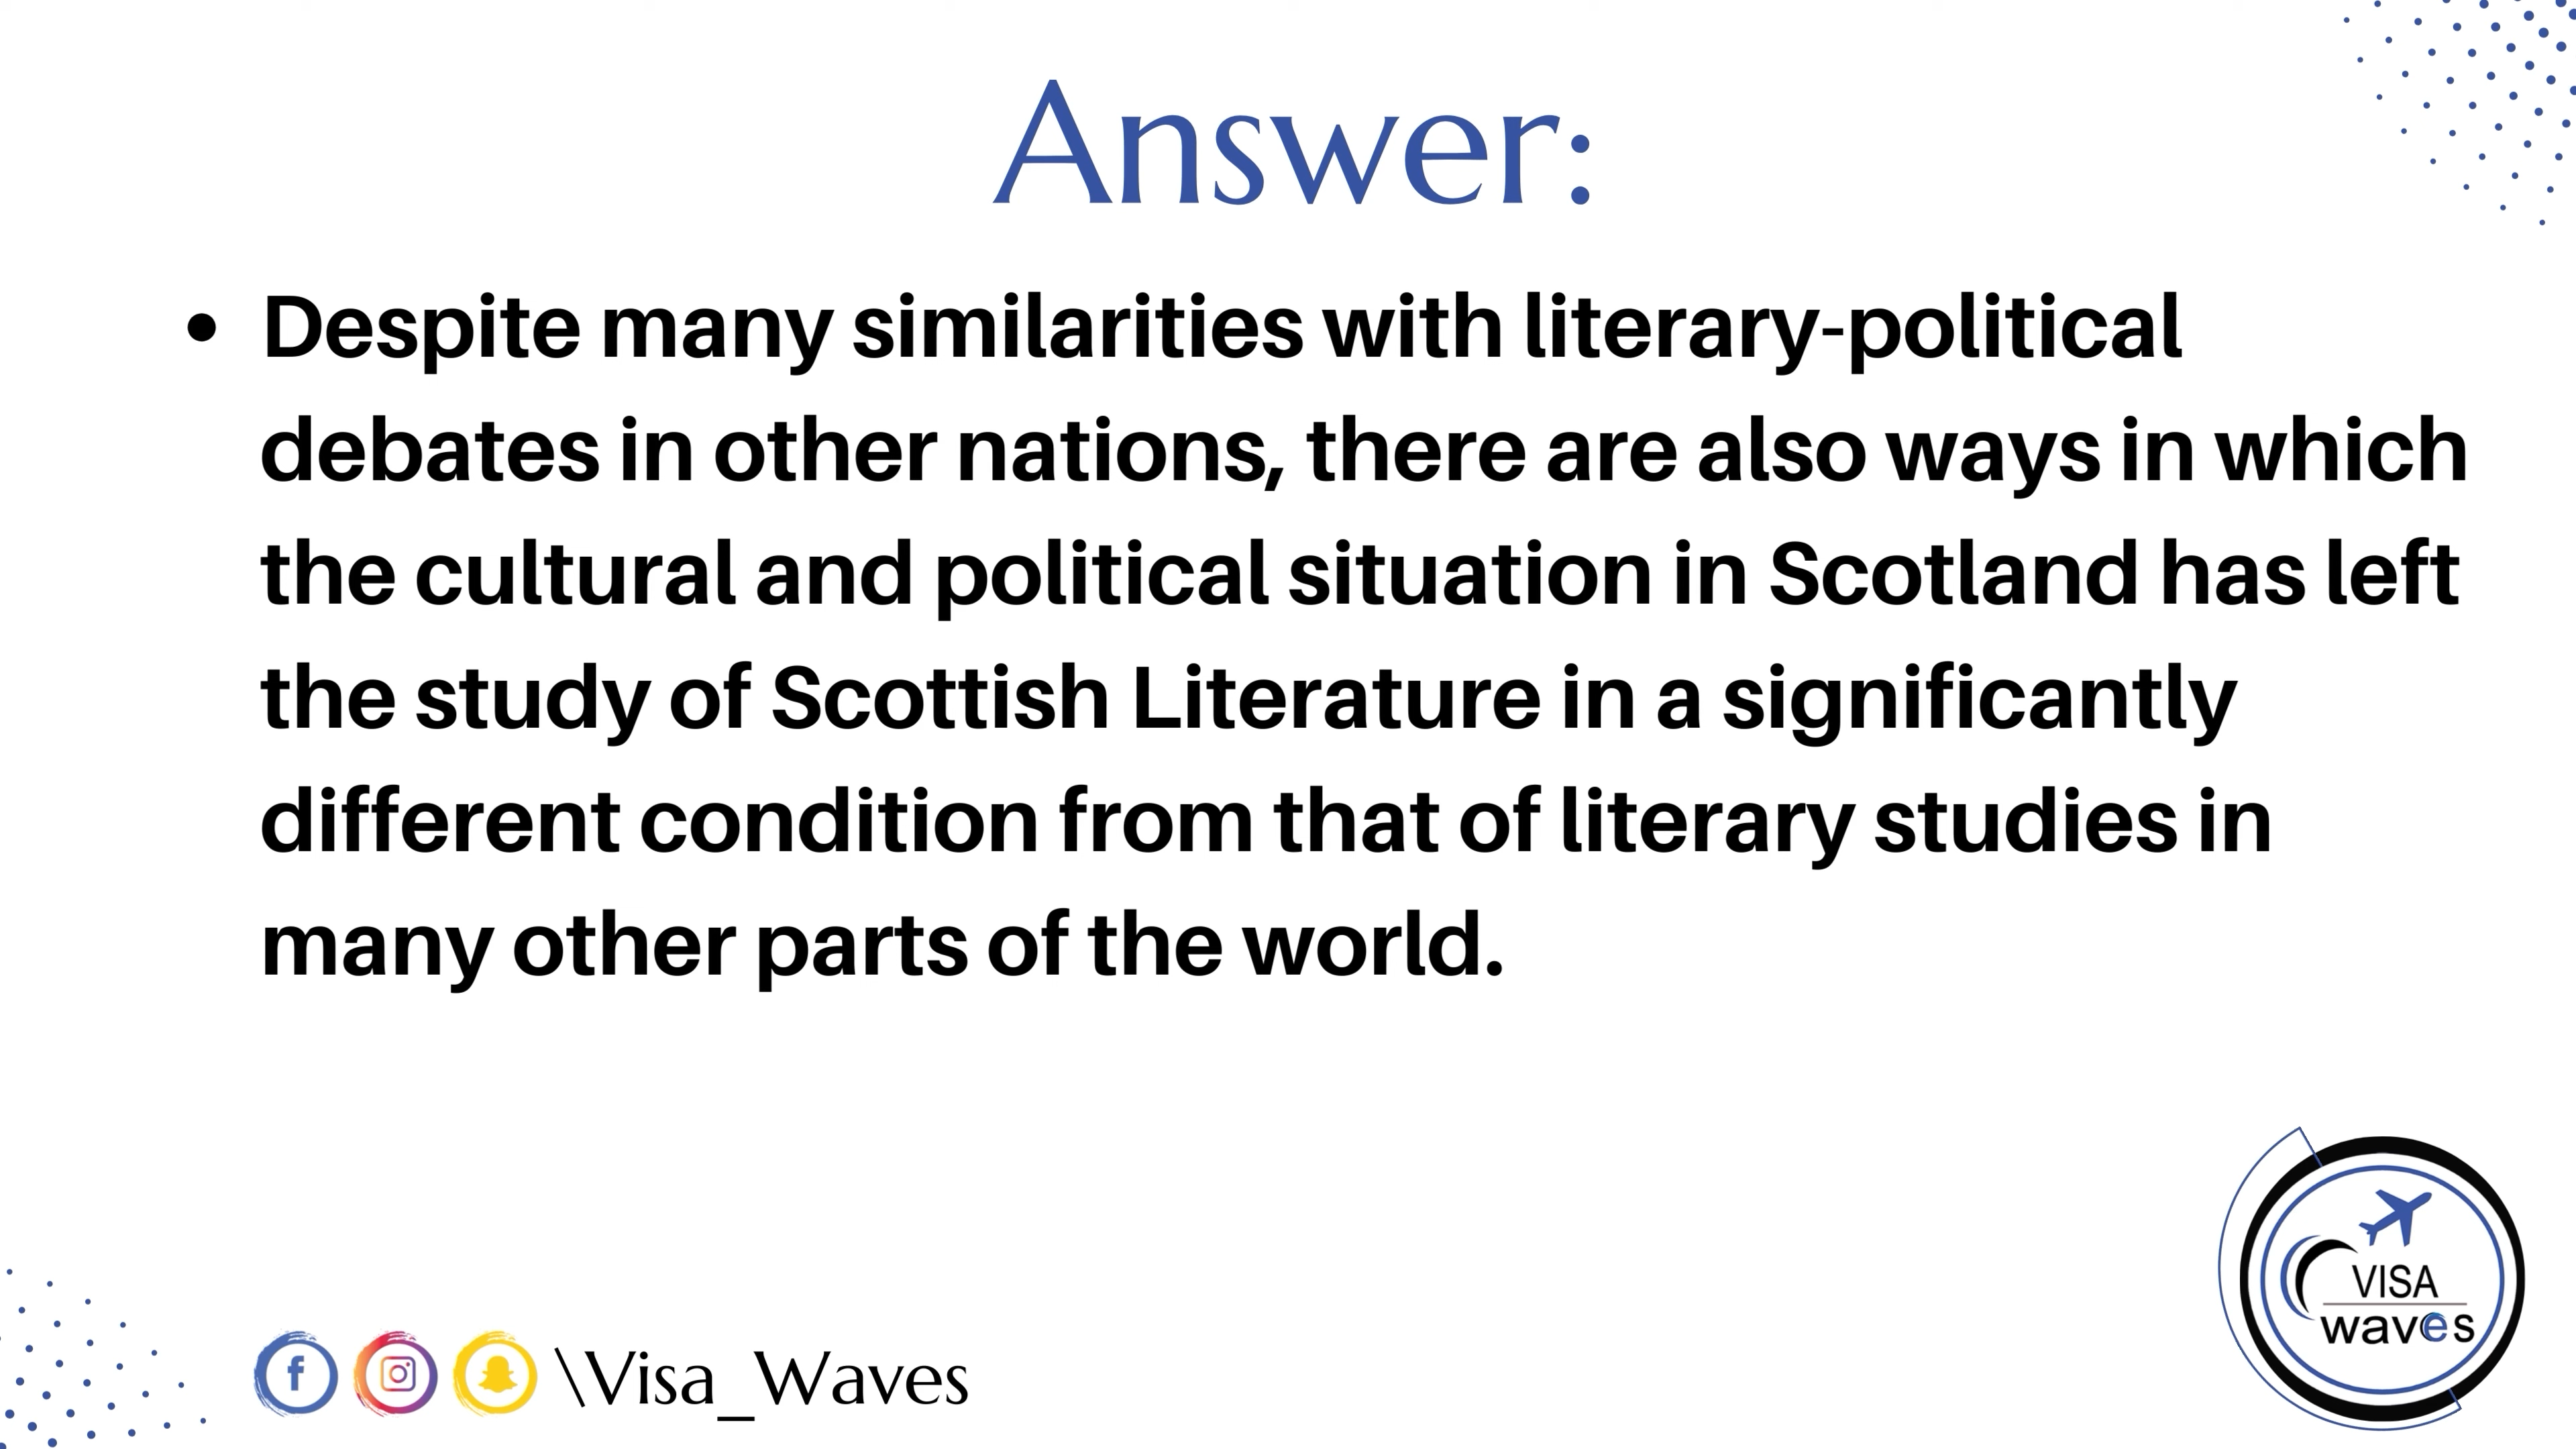 Answer:
• Despite many similarities with literary-political
debates in other nations, there are also ways in which
the cultural and political situation in Scotland has left
the study of Scottish Literature in a significantly
different condition from that of literary studies in
many other parts of the world.
VISA
waves
\Visa_Waves